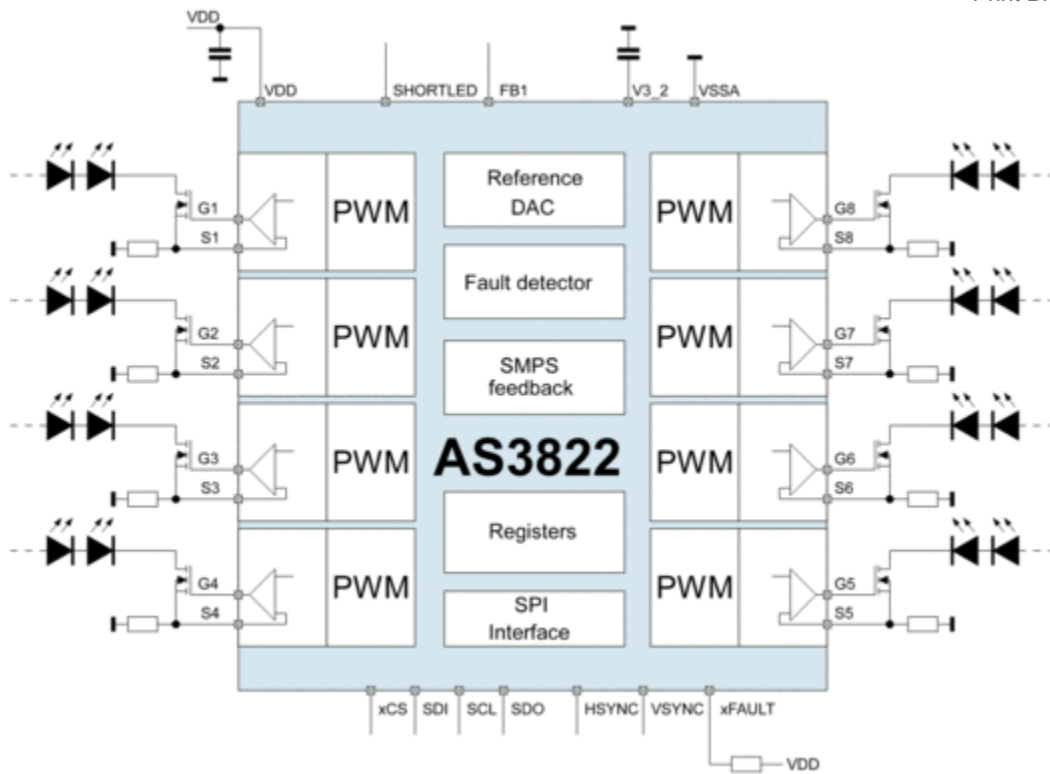 VDD
VDD
SHORTLED
FB1
V3_2
VSSA
G1
S1
PWM
Reference
DAC
PWM
G8
S8
G2
S2
PWM
Fault detector
PWM
G7
S7
SMPS
feedback
G3
S3
PWM
AS3822
PWM
G6
S6
Registers
G4
S4
PWM
SPI
Interface
PWM
G5
S5
xCS
SDI
SCL
SDO
HSYNC
VSYNC
xFAULT
VDD